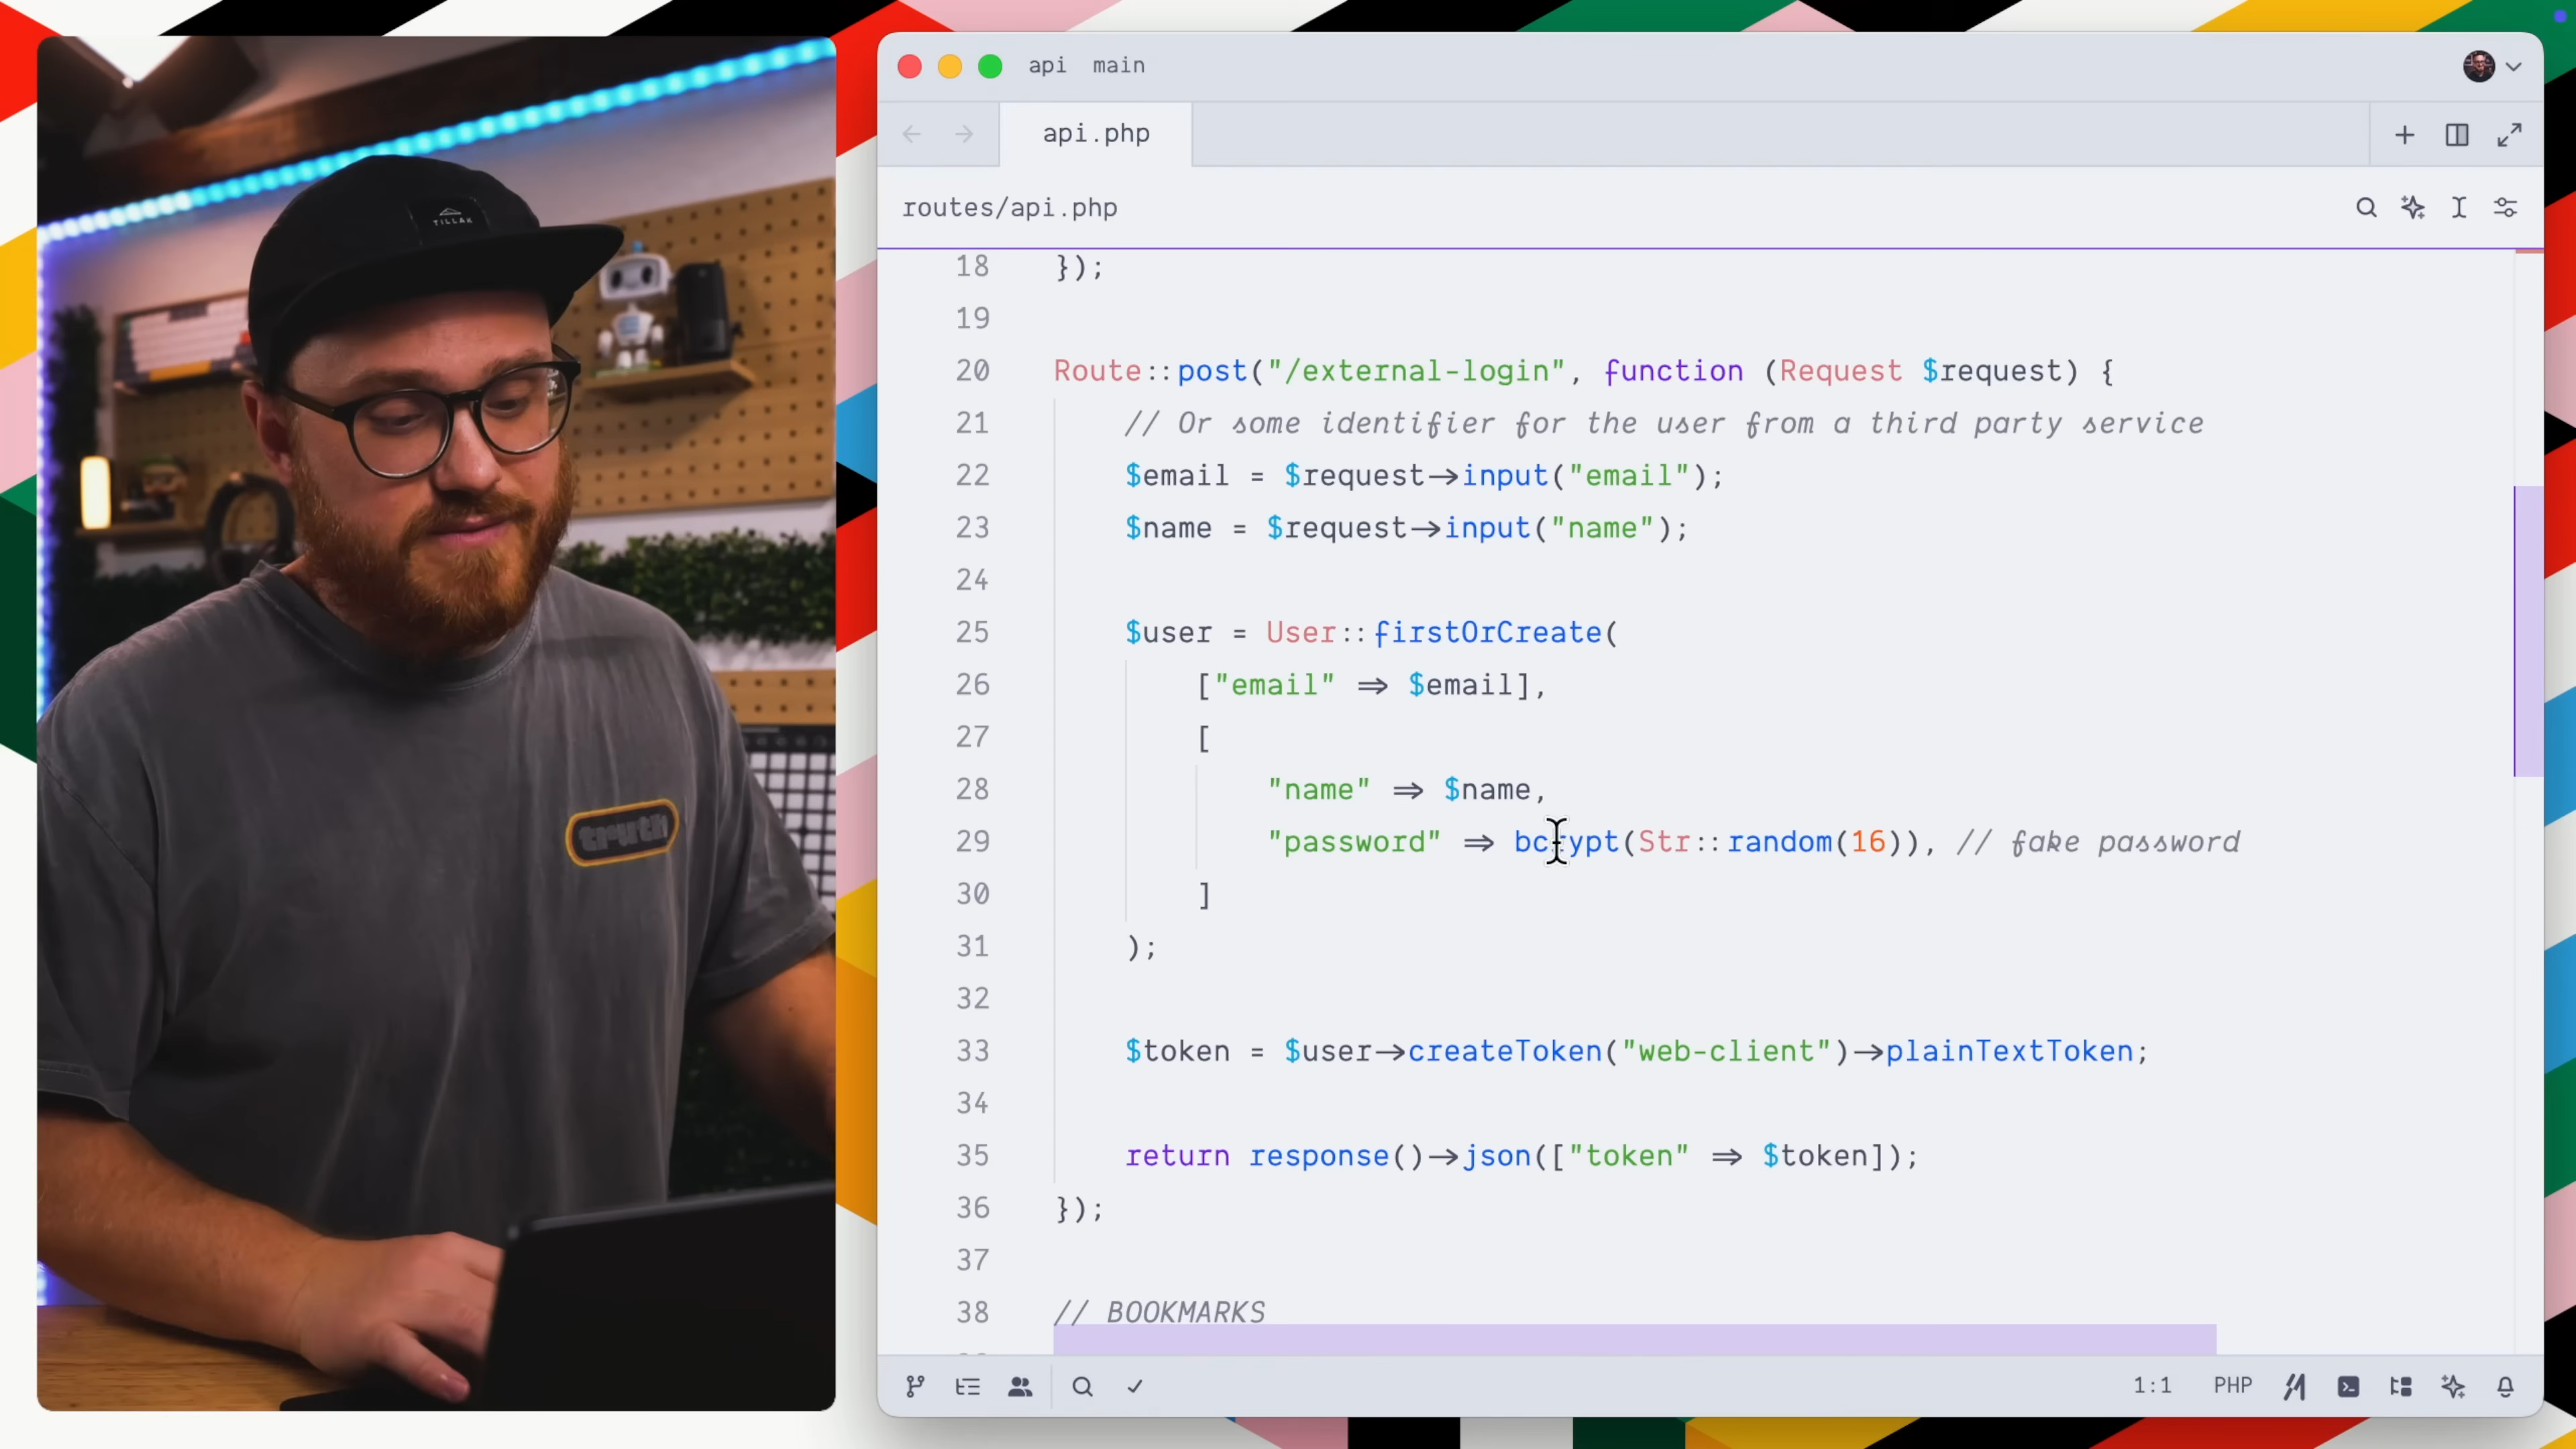 TILLAK
truth
api main
api.php
routes/api.php
18 });
19
20 Route::post("/external-login", function (Request $request) {
21 // Or some identifier for the user from a third party service
22 $email = $request->input("email");
23 $name = $request->input("name");
24
25 $user = User::firstOrCreate(
26 ["email" => $email],
27 [
28 "name" => $name,
29 "password" => bcrypt(Str::random(16)), // fake password
30 ]
31 );
32
33 $token = $user->createToken("web-client")->plainTextToken;
34
35 return response()->json(["token" => $token]);
36 });
37
38 // BOOKMARKS
1:1 PHP